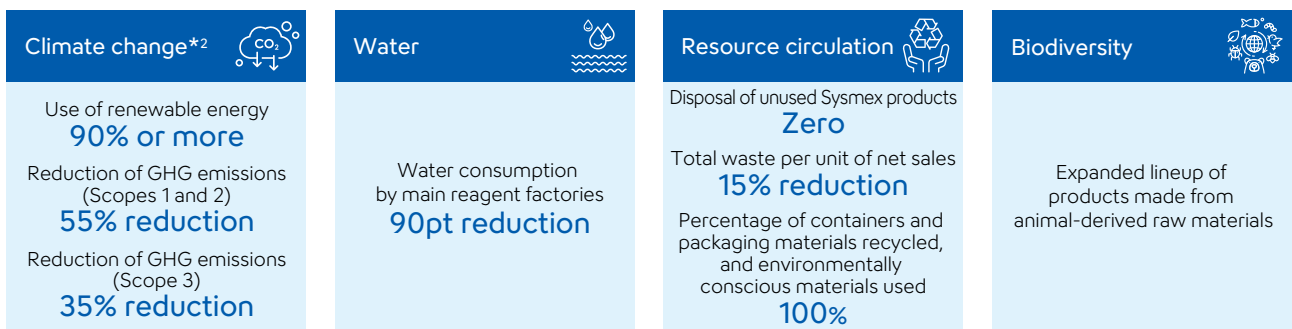 Climate change*2
CO2
Use of renewable energy
90% or more
Reduction of GHG emissions
(Scopes 1 and 2)
55% reduction
Reduction of GHG emissions
(Scope 3)
35% reduction
Water
Water consumption
by main reagent factories
90pt reduction
Resource circulation
Disposal of unused Sysmex products
Zero
Total waste per unit of net sales
15% reduction
Percentage of containers and
packaging materials recycled,
and environmentally
conscious materials used
100%
Biodiversity
Expanded lineup of
products made from
animal-derived raw materials